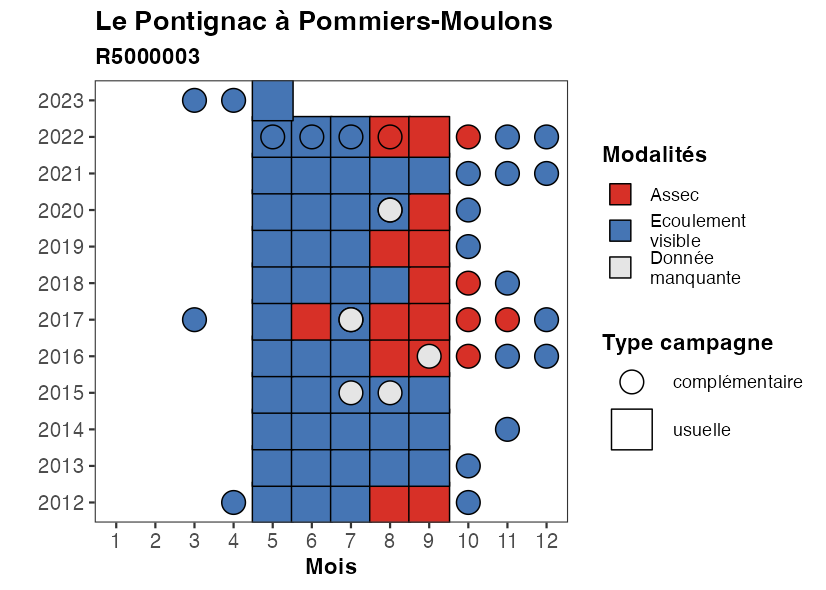 Le Pontignac à Pommiers-Moulons
R5000003
2023
2022
2021
2020
2019
2018
2017
2016
2015
2014
2013
2012
1 2 3 4 5 6 7 8 9 10 11 12
Mois
Modalités
Assec
Ecoulement
visible
Donnée
manquante
Type campagne
complémentaire
usuelle